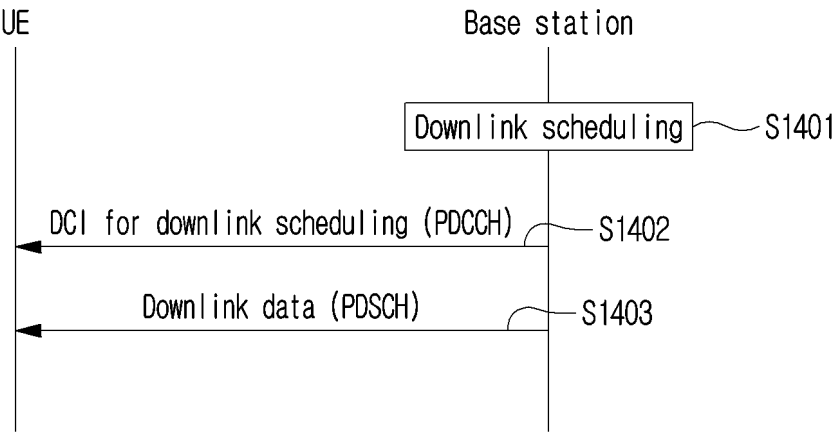 UE
Base station
Downlink scheduling
S1401
DCI for downlink scheduling (PDCCH)
S1402
Downlink data (PDSCH)
S1403